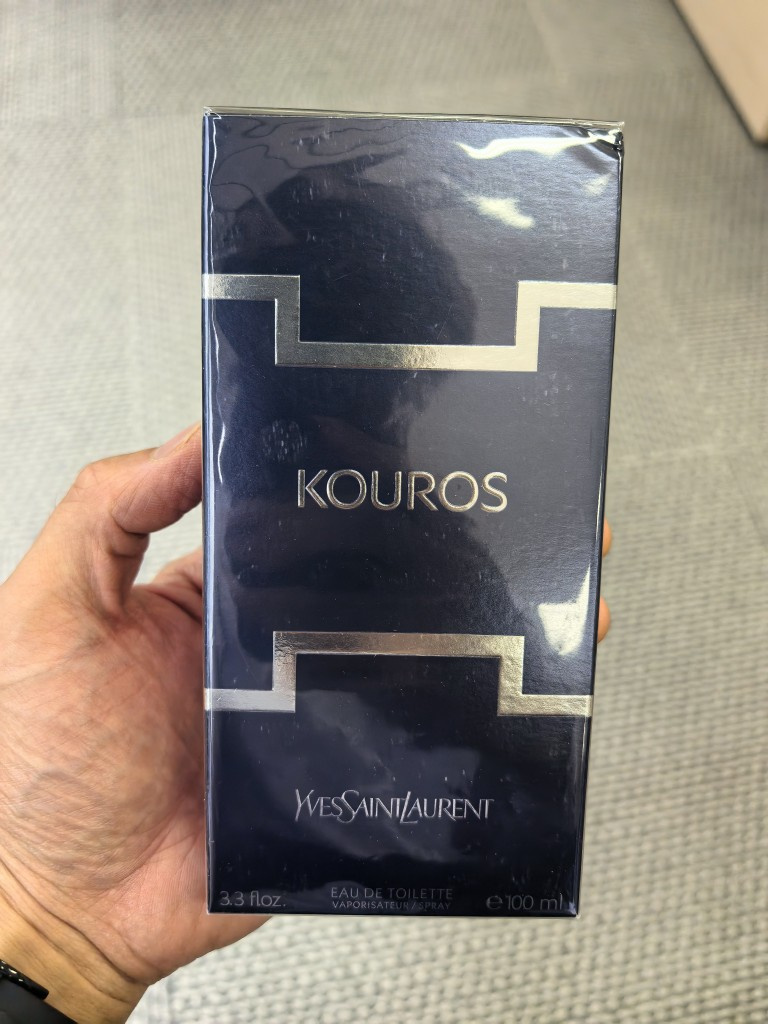 KOUROS
YVESSAINTLAURENT
3.3 fl oz.
EAU DE TOILETTE
VAPORISATEUR / SPRAY
℮ 100 ml